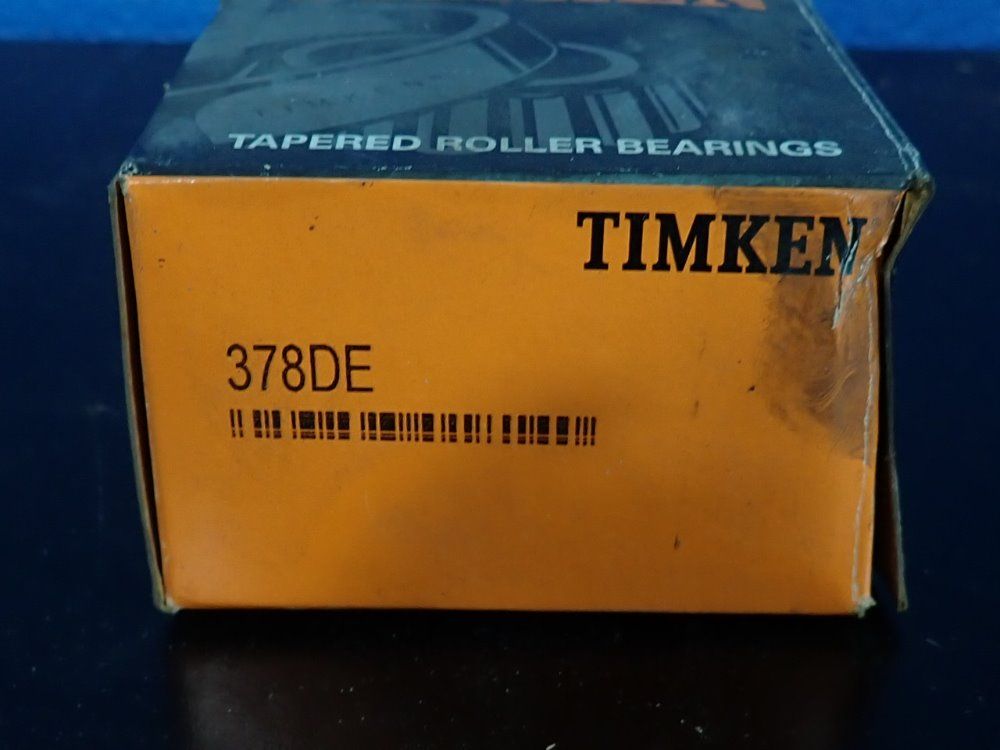 TAPERED ROLLER BEARINGS
TIMKEN
378DE